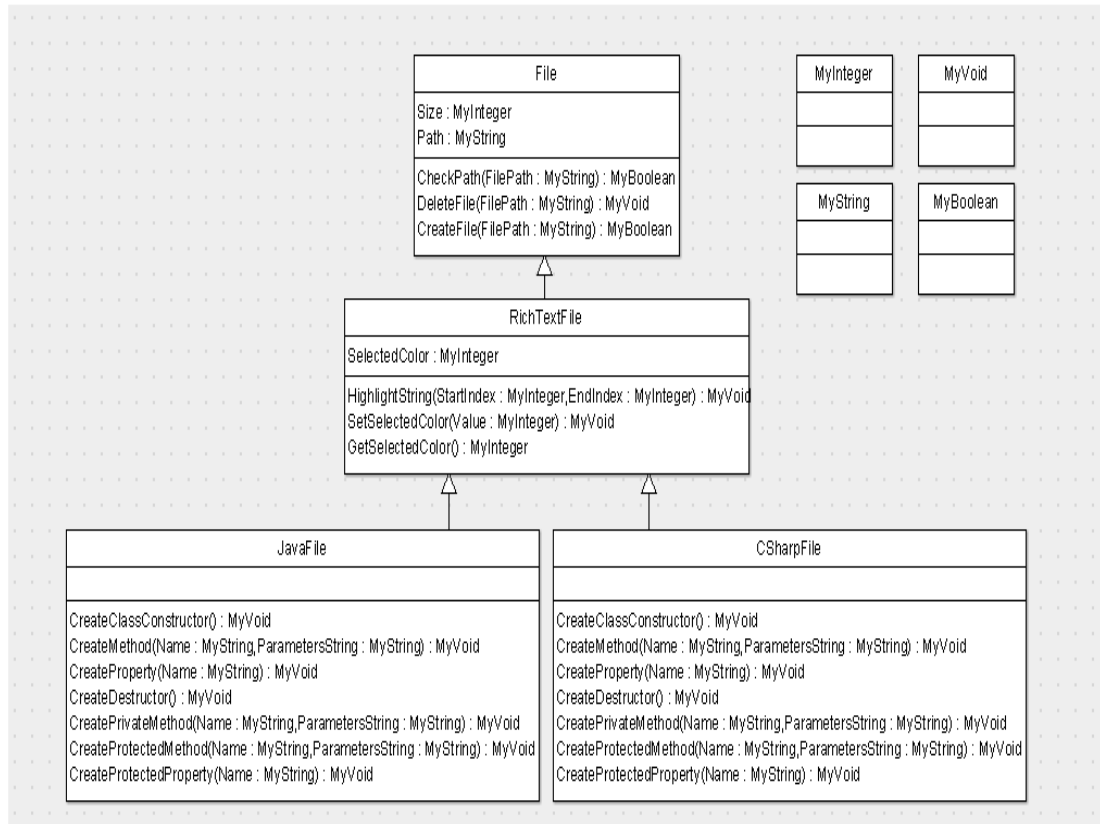 File
Size : MyInteger
Path : MyString
CheckPath(FilePath : MyString) : MyBoolean
DeleteFile(FilePath : MyString) : MyVoid
CreateFile(FilePath : MyString) : MyBoolean
MyInteger
MyVoid
MyString
MyBoolean
RichTextFile
SelectedColor : MyInteger
HighlightString(StartIndex : MyInteger,EndIndex : MyInteger) : MyVoid
SetSelectedColor(Value : MyInteger) : MyVoid
GetSelectedColor() : MyInteger
JavaFile
CreateClassConstructor() : MyVoid
CreateMethod(Name : MyString,ParametersString : MyString) : MyVoid
CreateProperty(Name : MyString) : MyVoid
CreateDestructor() : MyVoid
CreatePrivateMethod(Name : MyString,ParametersString : MyString) : MyVoid
CreateProtectedMethod(Name : MyString,ParametersString : MyString) : MyVoid
CreateProtectedProperty(Name : MyString) : MyVoid
CSharpFile
CreateClassConstructor() : MyVoid
CreateMethod(Name : MyString,ParametersString : MyString) : MyVoid
CreateProperty(Name : MyString) : MyVoid
CreateDestructor() : MyVoid
CreatePrivateMethod(Name : MyString,ParametersString : MyString) : MyVoid
CreateProtectedMethod(Name : MyString,ParametersString : MyString) : MyVoid
CreateProtectedProperty(Name : MyString) : MyVoid